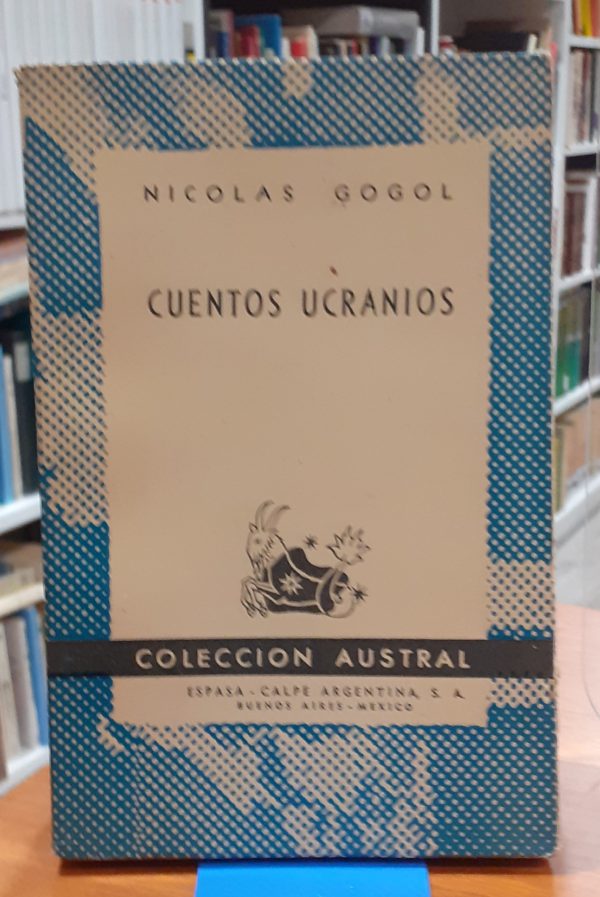 NICOLAS GOGOL
CUENTOS UCRANIOS
COLECCION AUSTRAL
ESPASA - CALPE ARGENTINA, S. A.
BUENOS AIRES - MEXICO